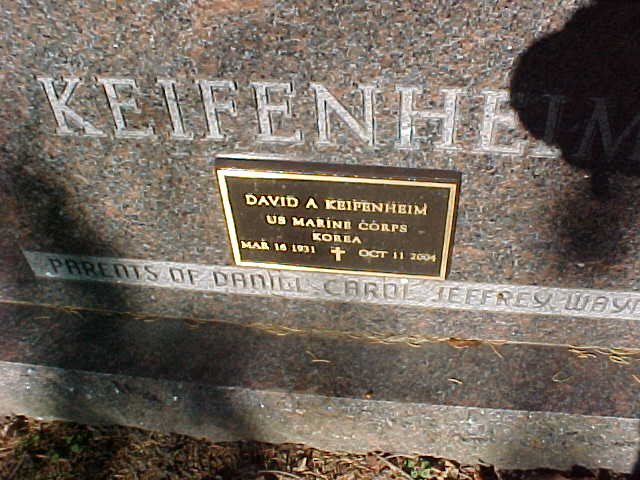 KEIFENHEIM
DAVID A KEIFENHEIM
US MARINE CORPS
KOREA
MAR 16 1931 OCT 11 2004
PARENTS OF DANIEL CAROL JEFFREY